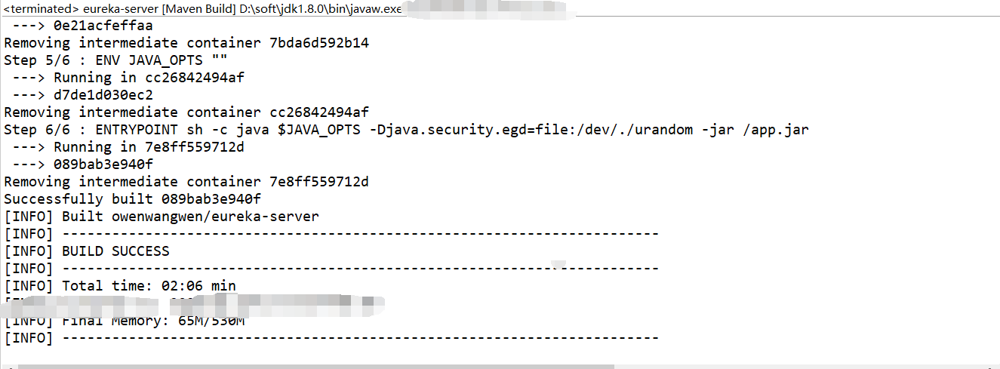 <terminated> eureka-server [Maven Build] D:\soft\jdk1.8.0\bin\javaw.exe
---> 0e21acfeffaa
Removing intermediate container 7bda6d592b14
Step 5/6 : ENV JAVA_OPTS ""
---> Running in cc26842494af
---> d7de1d030ec2
Removing intermediate container cc26842494af
Step 6/6 : ENTRYPOINT sh -c java $JAVA_OPTS -Djava.security.egd=file:/dev/./urandom -jar /app.jar
---> Running in 7e8ff559712d
---> 089bab3e940f
Removing intermediate container 7e8ff559712d
Successfully built 089bab3e940f
[INFO] Built owenwangwen/eureka-server
[INFO] ------------------------------------------------------------------------
[INFO] BUILD SUCCESS
[INFO] ------------------------------------------------------------------------
[INFO] Total time: 02:06 min
[INFO] Final Memory: 65M/530M
[INFO] ------------------------------------------------------------------------